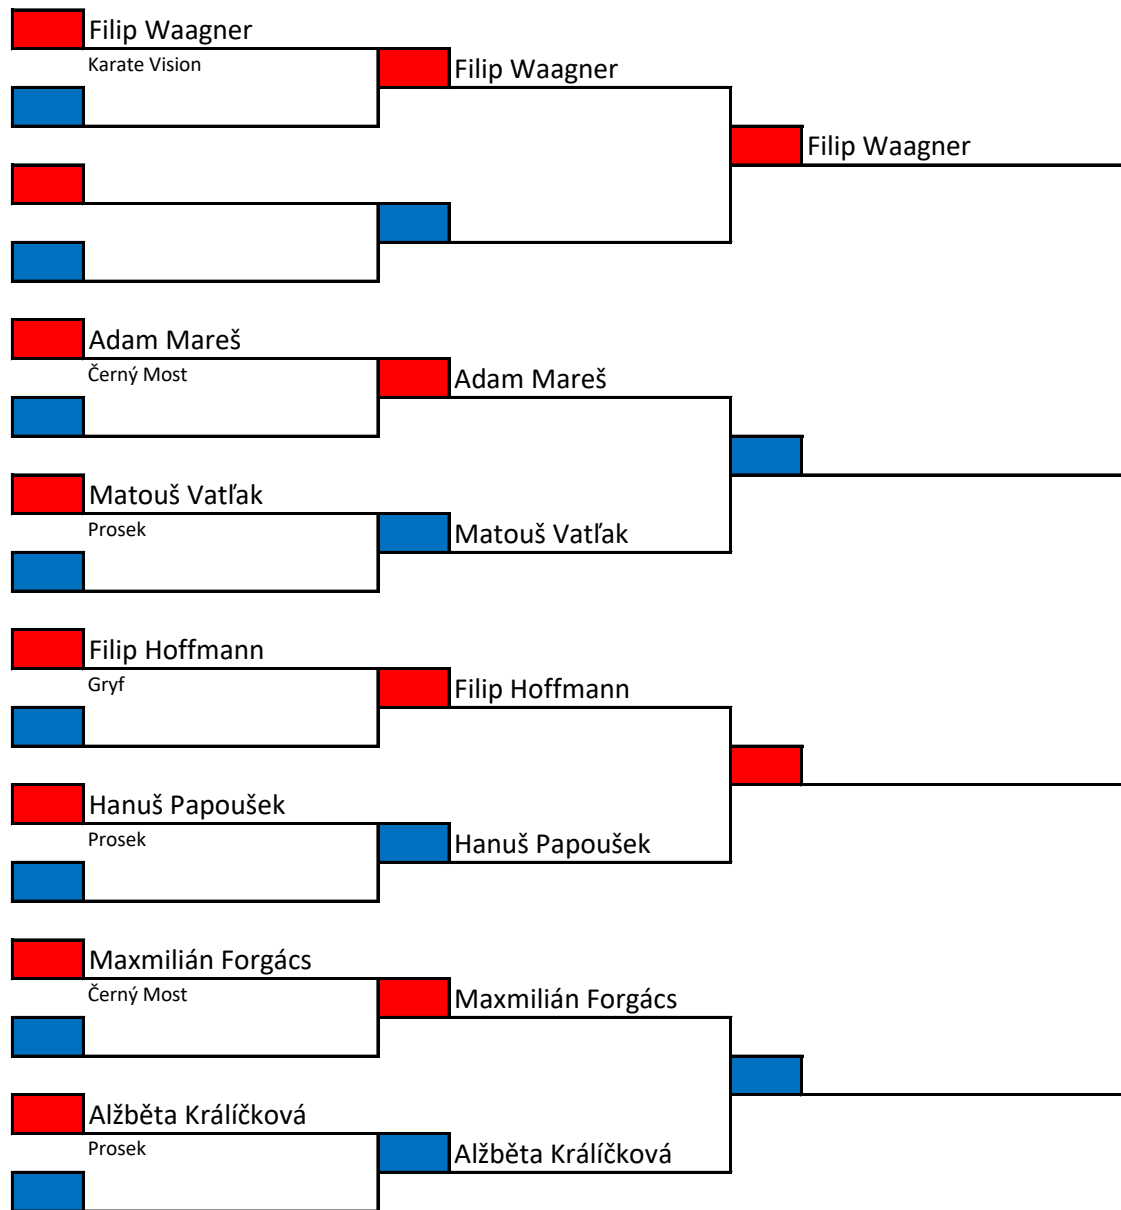 Filip Waagner
Karate Vision
Filip Waagner
Filip Waagner
Adam Mareš
Černý Most
Adam Mareš
Matouš Vatľak
Prosek
Matouš Vatľak
Filip Hoffmann
Gryf
Filip Hoffmann
Hanuš Papoušek
Prosek
Hanuš Papoušek
Maxmilián Forgács
Černý Most
Maxmilián Forgács
Alžběta Králíčková
Prosek
Alžběta Králíčková